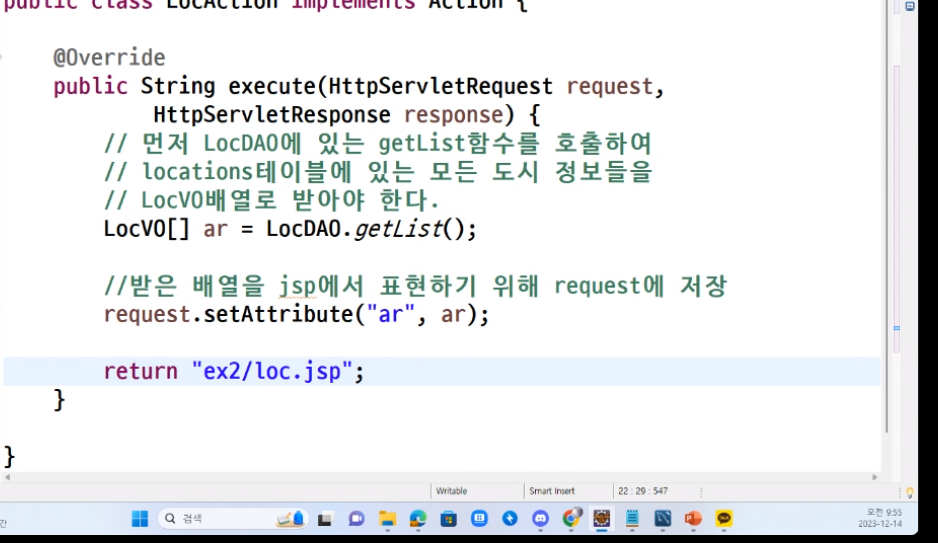 public class LocAction implements Action {
@Override
public String execute(HttpServletRequest request,
HttpServletResponse response) {
// 먼저 LocDAO에 있는 getList함수를 호출하여
// locations테이블에 있는 모든 도시 정보들을
// LocVO배열로 받아야 한다.
LocVO[] ar = LocDAO.getList();
//받은 배열을 jsp에서 표현하기 위해 request에 저장
request.setAttribute("ar", ar);
return "ex2/loc.jsp";
}
}
Writable Smart Insert 22 : 29 : 547
검색
오전 9:55
2023-12-14